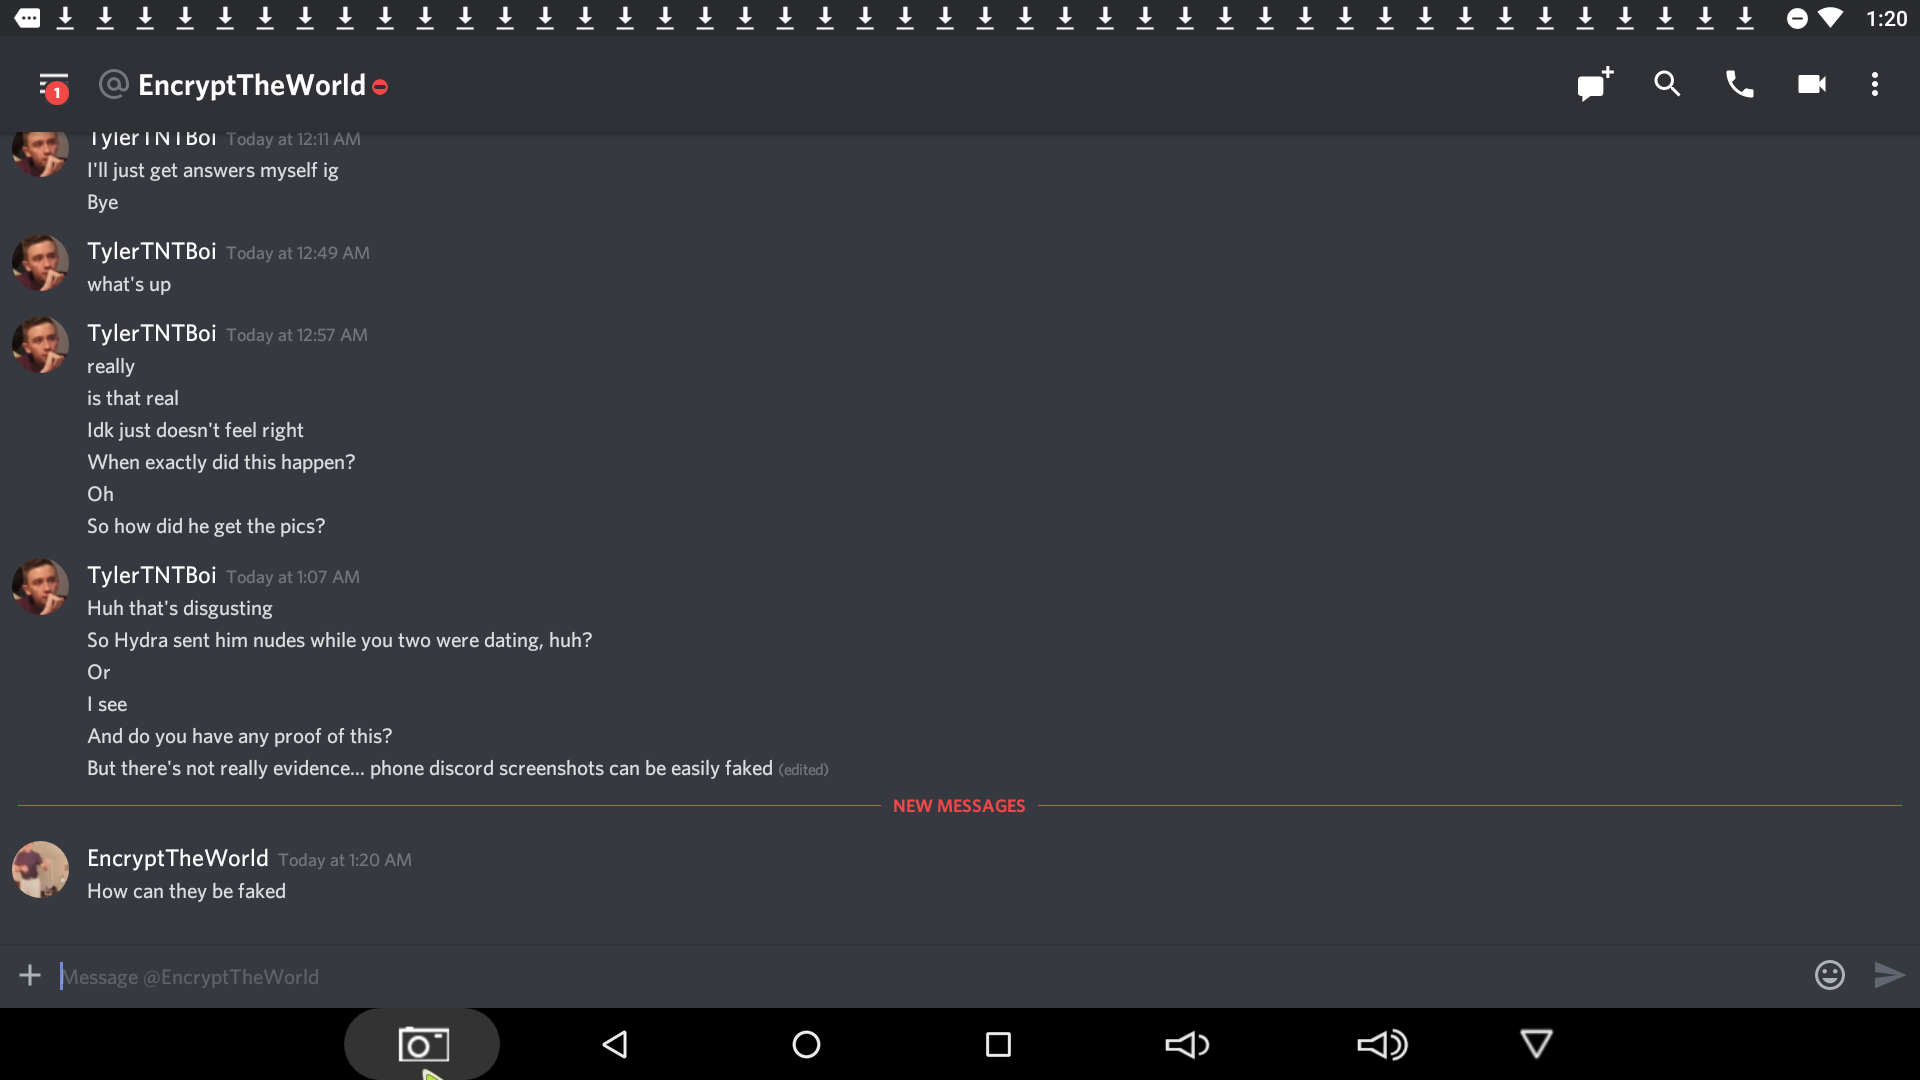 1:20
1
@ EncryptTheWorld
TylerTNTBoi Today at 12:11 AM
I'll just get answers myself ig
Bye
TylerTNTBoi Today at 12:49 AM
what's up
TylerTNTBoi Today at 12:57 AM
really
is that real
Idk just doesn't feel right
When exactly did this happen?
Oh
So how did he get the pics?
TylerTNTBoi Today at 1:07 AM
Huh that's disgusting
So Hydra sent him nudes while you two were dating, huh?
Or
I see
And do you have any proof of this?
But there's not really evidence... phone discord screenshots can be easily faked (edited)
NEW MESSAGES
EncryptTheWorld Today at 1:20 AM
How can they be faked
Message @EncryptTheWorld